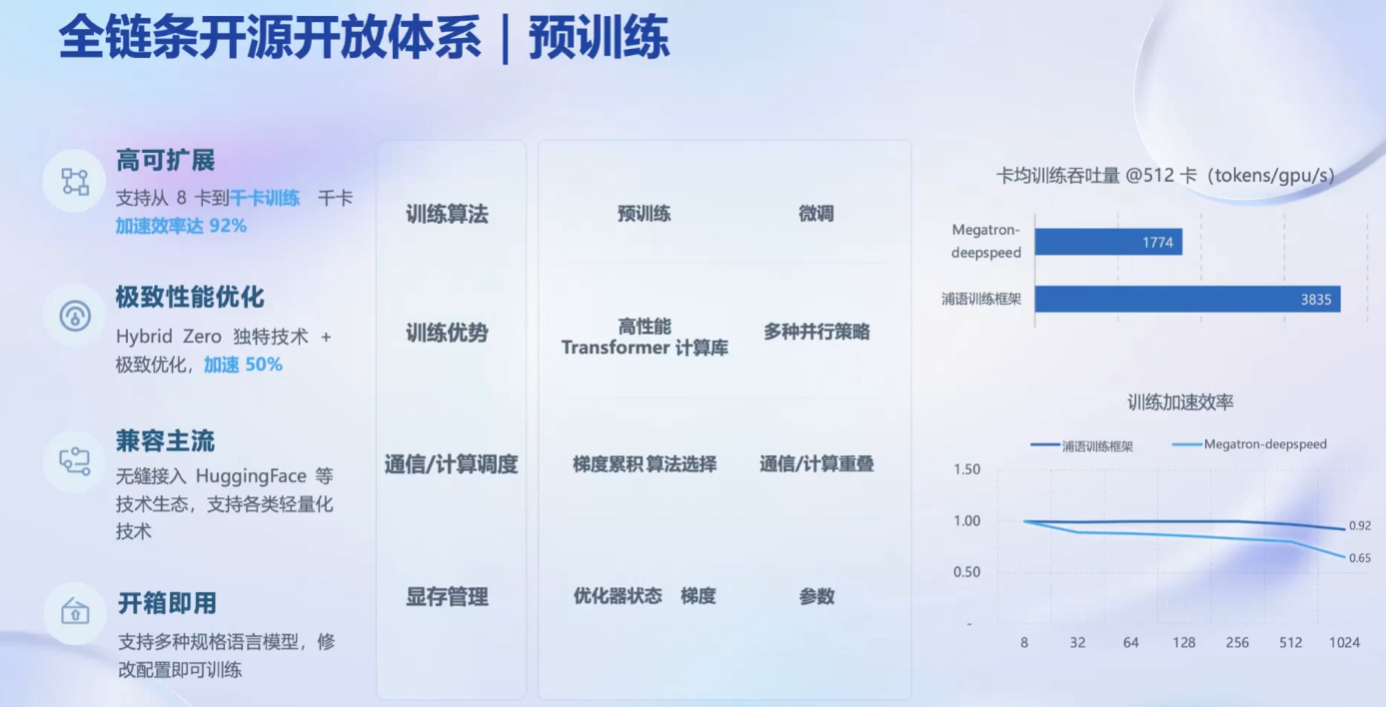 全链条开源开放体系 | 预训练
高可扩展
支持从 8 卡到千卡训练 千卡
加速效率达 92%
极致性能优化
Hybrid Zero 独特技术 +
极致优化，加速 50%
兼容主流
无缝接入 HuggingFace 等
技术生态，支持各类轻量化
技术
开箱即用
支持多种规格语言模型，修
改配置即可训练
训练算法
预训练 微调
训练优势
高性能
Transformer 计算库
多种并行策略
通信/计算调度
梯度累积算法选择 通信/计算重叠
显存管理
优化器状态 梯度 参数
卡均训练吞吐量 @512 卡（tokens/gpu/s）
Megatron-
deepspeed
1774
浦语训练框架
3835
训练加速效率
浦语训练框架 Megatron-deepspeed
1.50
1.00
0.50
-
0.92
0.65
8 32 64 128 256 512 1024